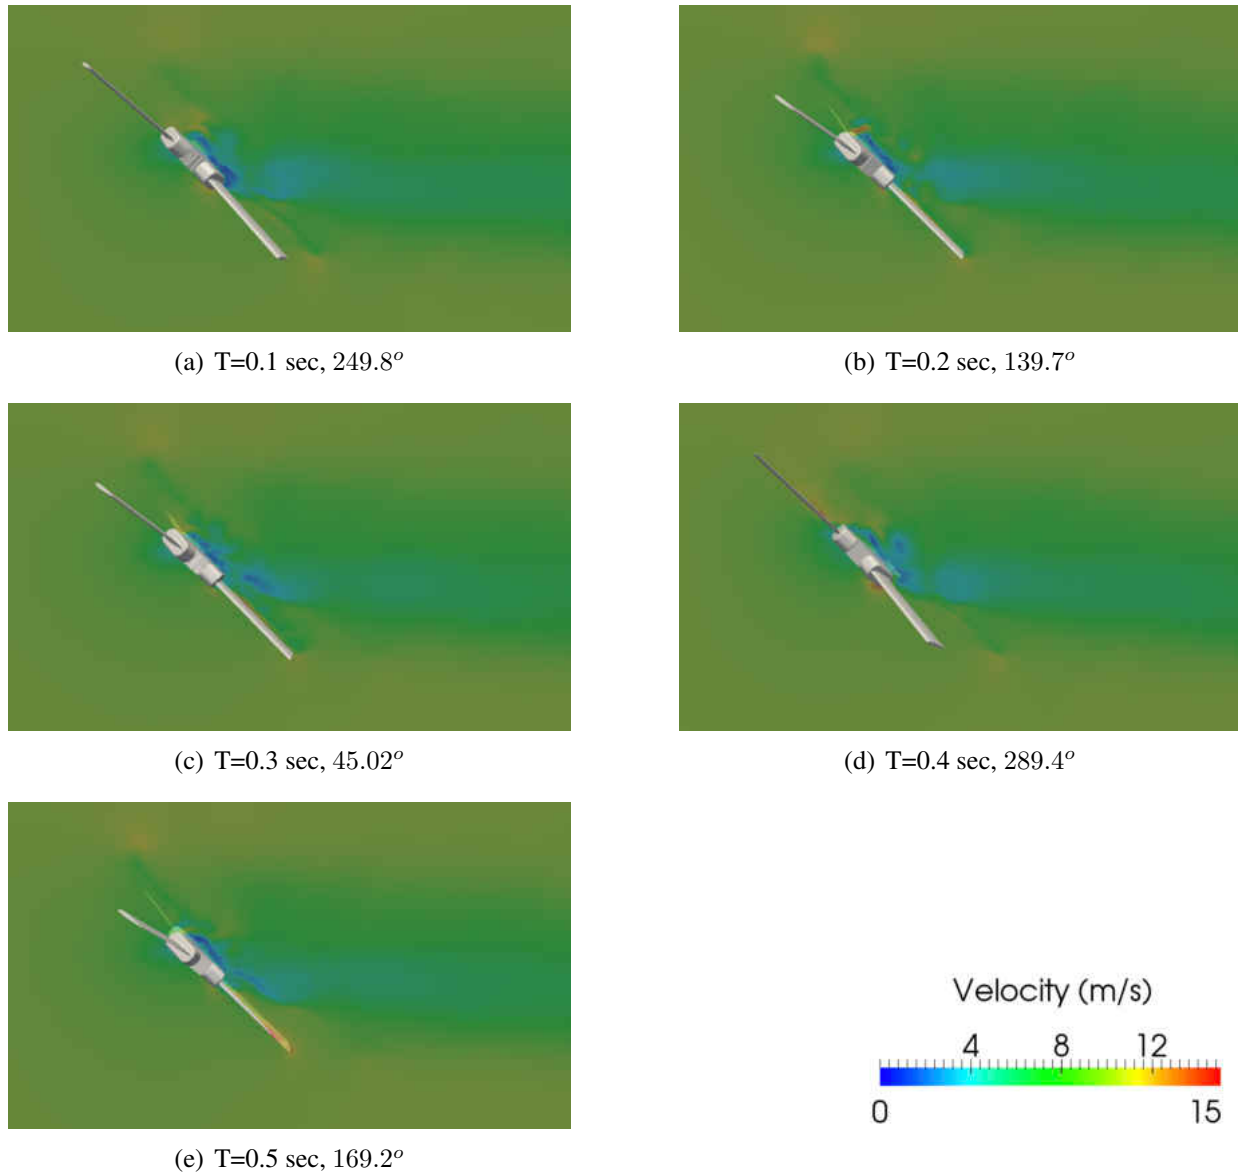 (a) T=0.1 sec, 249.8°
(b) T=0.2 sec, 139.7°
(c) T=0.3 sec, 45.02°
(d) T=0.4 sec, 289.4°
Velocity (m/s)
4 8 12
0 15
(e) T=0.5 sec, 169.2°